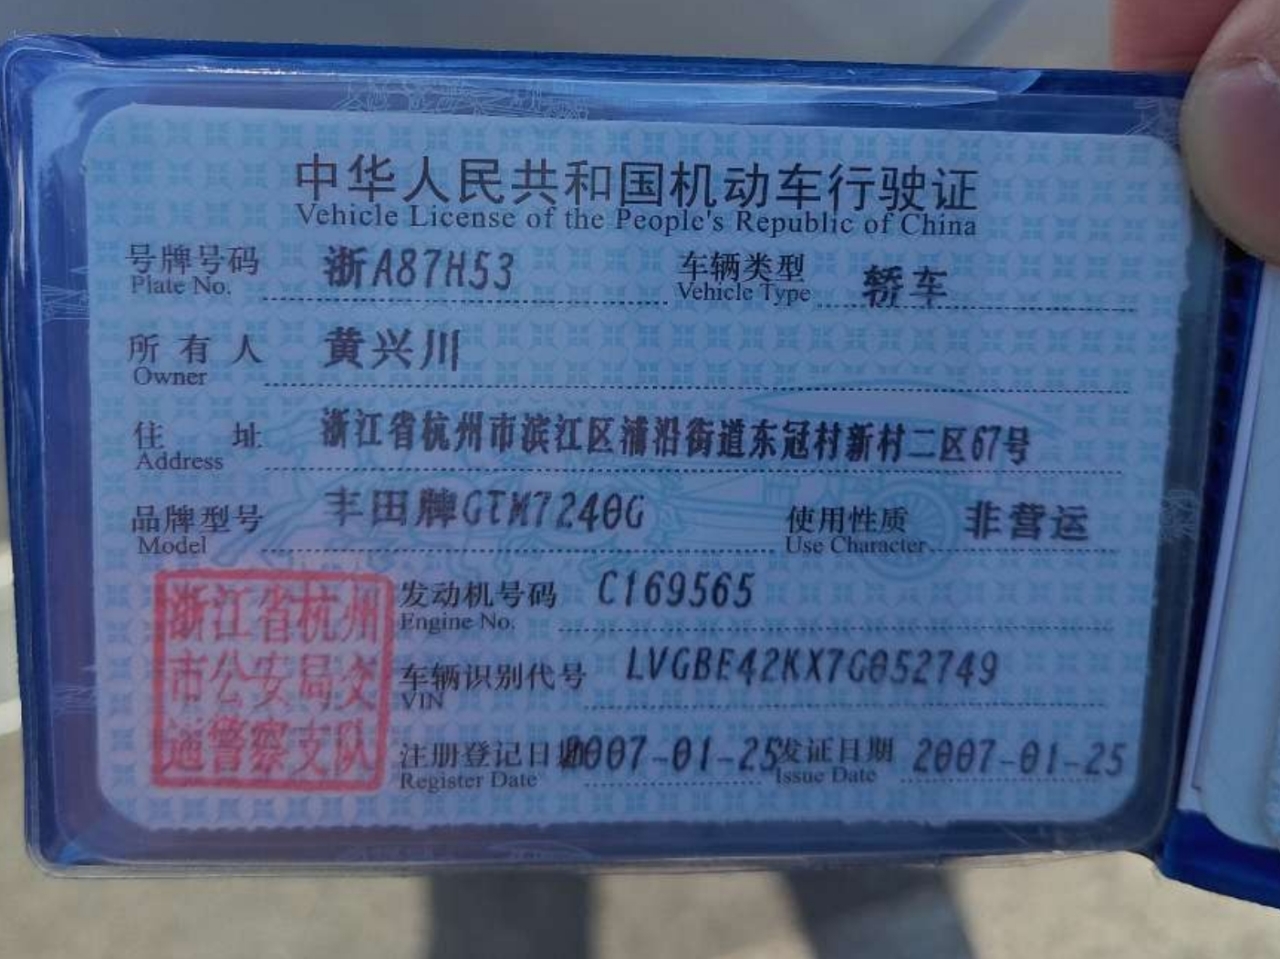 中华人民共和国机动车行驶证
Vehicle License of the People's Republic of China
号牌号码 浙A87H53 车辆类型 轿车
Plate No. Vehicle Type
所有人 黄兴川
Owner
住址 浙江省杭州市滨江区浦沿街道东冠村新村二区67号
Address
品牌型号 丰田牌GTM7240G 使用性质 非营运
Model Use Character
浙江省杭州
市公安局交
通警察支队
发动机号码 C169565
Engine No.
车辆识别代号 LVGBE42KX7G052749
VIN
注册登记日期 2007-01-25 发证日期 2007-01-25
Register Date Issue Date